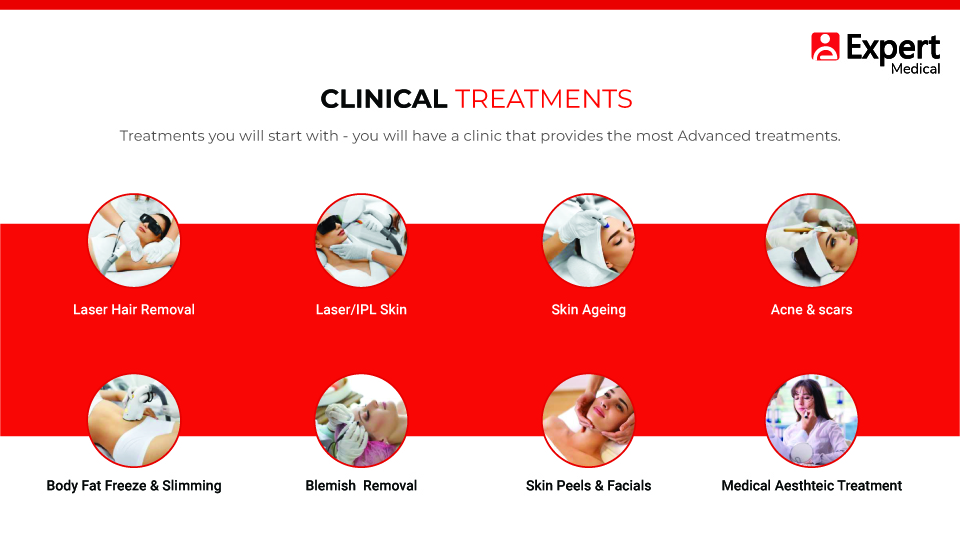 Expert
Medical
CLINICAL TREATMENTS
Treatments you will start with - you will have a clinic that provides the most Advanced treatments.
Laser Hair Removal
Laser/IPL Skin
Skin Ageing
Acne & scars
Body Fat Freeze & Slimming
Blemish  Removal
Skin Peels & Facials
Medical Aesthteic Treatment